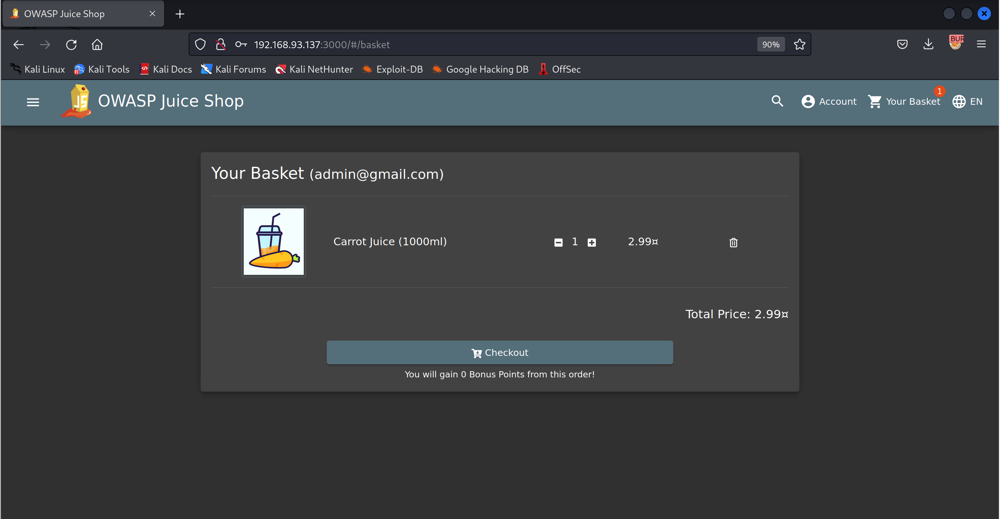 OWASP Juice Shop
192.168.93.137:3000/#/basket 90% BUR
Kali Linux Kali Tools Kali Docs Kali Forums Kali NetHunter Exploit-DB Google Hacking DB OffSec
JS OWASP Juice Shop Account Your Basket 1 EN
Your Basket (admin@gmail.com)
Carrot Juice (1000ml) 1 2.99¤
Total Price: 2.99¤
Checkout
You will gain 0 Bonus Points from this order!